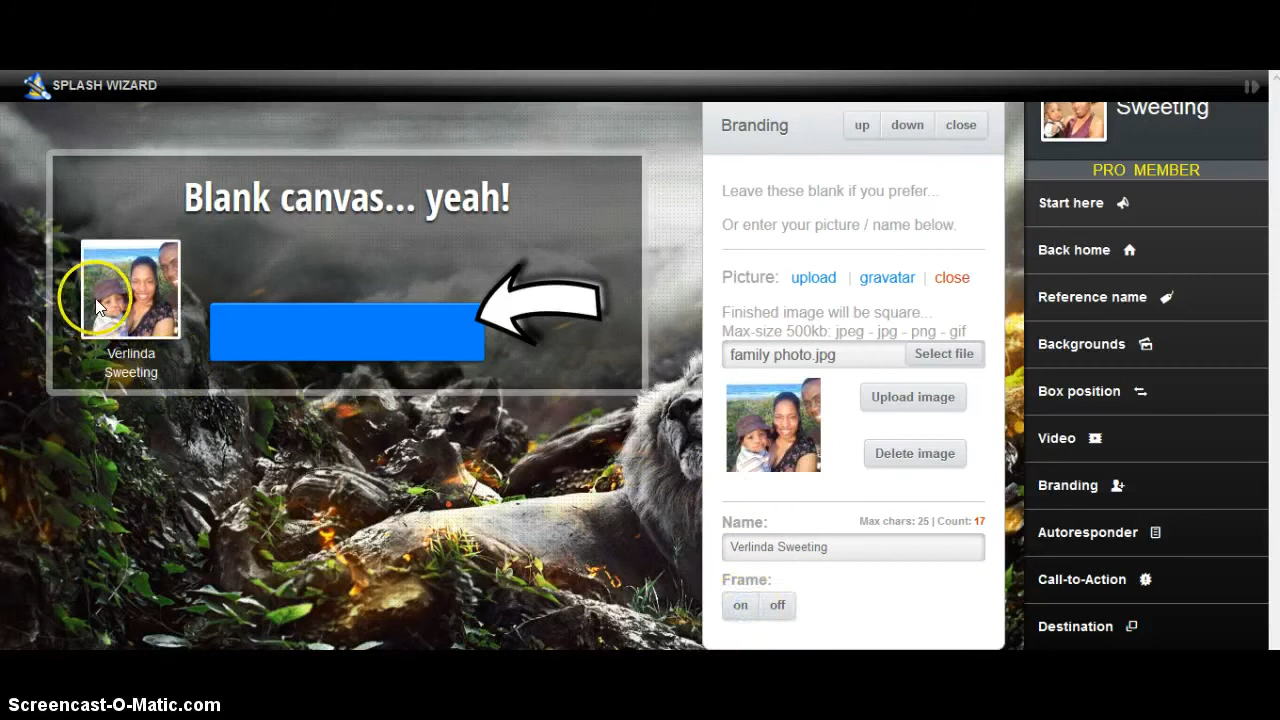 SPLASH WIZARD
Blank canvas... yeah!
Verlinda
Sweeting
Branding
up
down
close
Leave these blank if you prefer...
Or enter your picture / name below.
Picture: upload | gravatar | close
Finished image will be square...
Max-size 500kb: jpeg - jpg - png - gif
family photo.jpg
Select file
Upload image
Delete image
Name:
Max chars: 25 | Count: 17
Verlinda Sweeting
Frame:
on
off
Sweeting
PRO MEMBER
Start here
Back home
Reference name
Backgrounds
Box position
Video
Branding
Autoresponder
Call-to-Action
Destination
Screencast-O-Matic.com